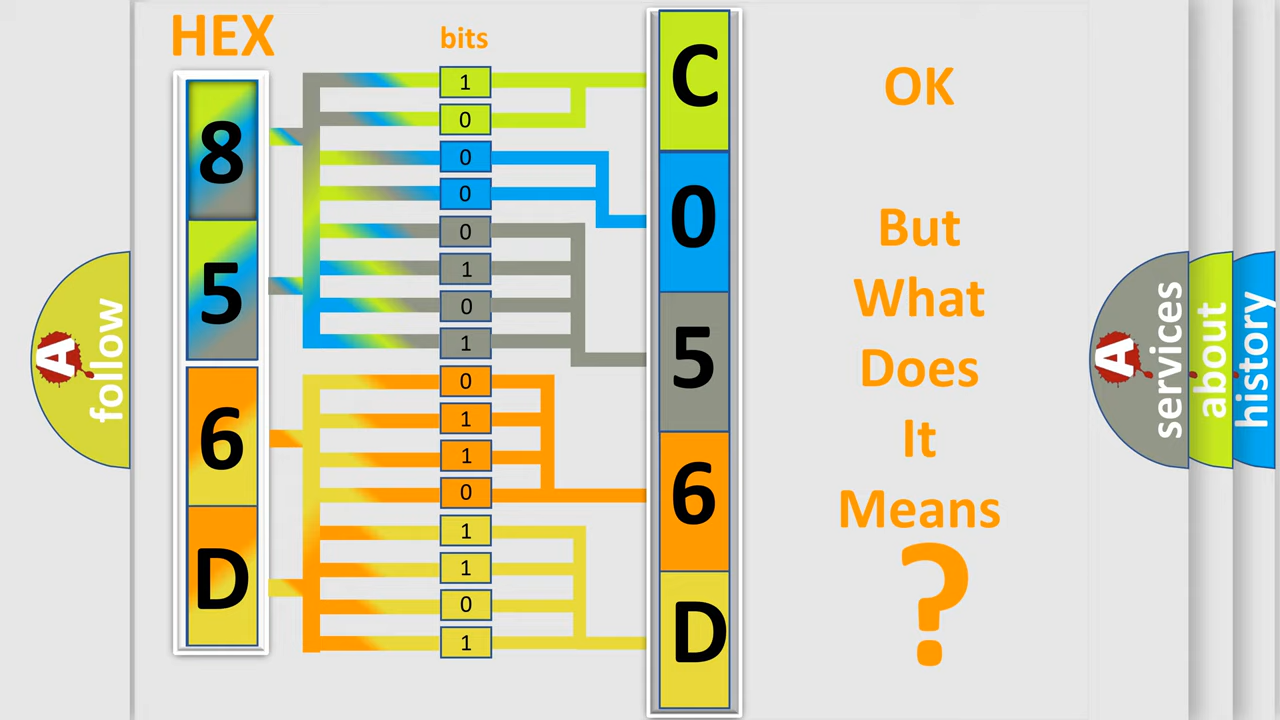 HEX
8
5
6
D
bits
1
0
0
0
0
1
0
1
0
1
1
0
1
1
0
1
C
0
5
6
D
OK
But
What
Does
It
Means
?
A
follow
A
services
about
history